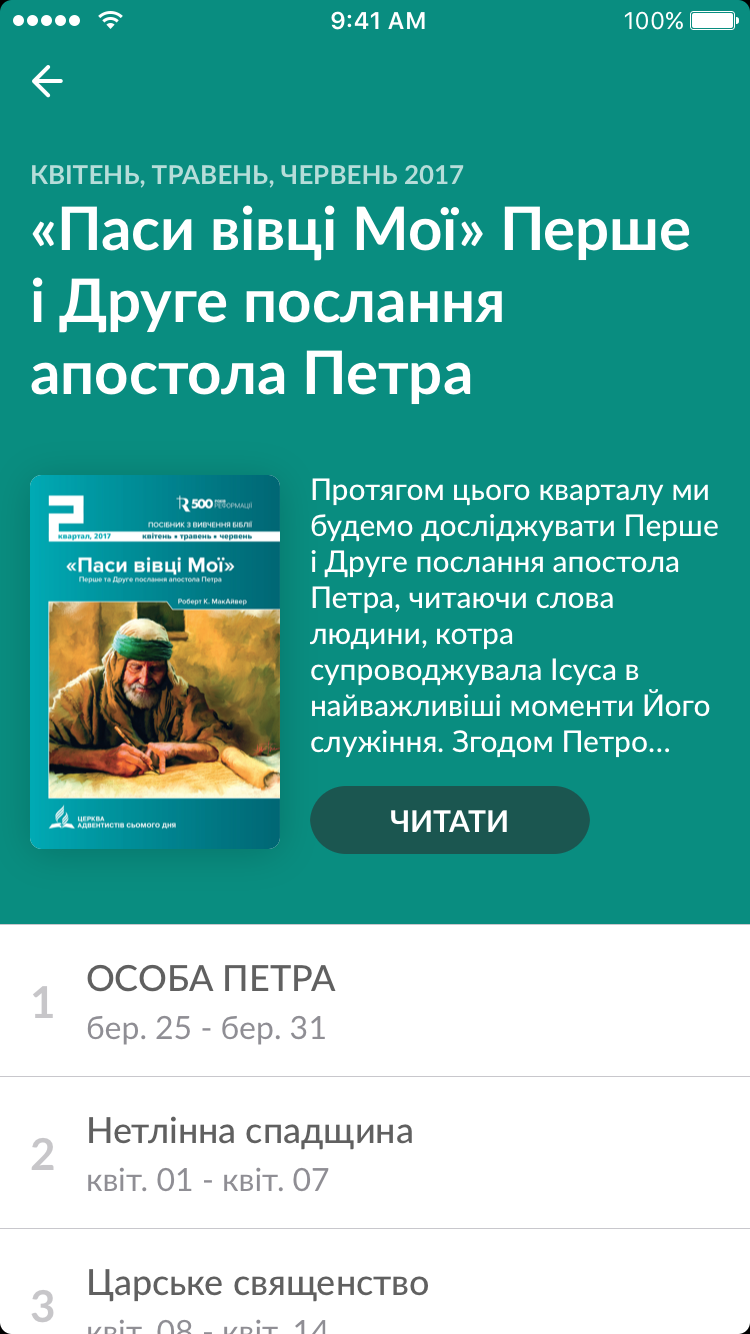 9:41 AM
100%
КВІТЕНЬ, ТРАВЕНЬ, ЧЕРВЕНЬ 2017
«Паси вівці Мої» Перше
і Друге послання
апостола Петра
500 РОКІВ
РЕФОРМАЦІЇ
ПОСІБНИК З ВИВЧЕННЯ БІБЛІЇ
2
квартал, 2017
квітень • травень • червень
«Паси вівці Мої»
Перше та Друге послання апостола Петра
Роберт К. МакАйвер
ЦЕРКВА
АДВЕНТИСТІВ СЬОМОГО ДНЯ
Протягом цього кварталу ми
будемо досліджувати Перше
і Друге послання апостола
Петра, читаючи слова
людини, котра
супроводжувала Ісуса в
найважливіші моменти Його
служіння. Згодом Петро...
ЧИТАТИ
1
ОСОБА ПЕТРА
бер. 25 - бер. 31
2
Нетлінна спадщина
квіт. 01 - квіт. 07
3
Царське священство
квіт. 08 - квіт. 14